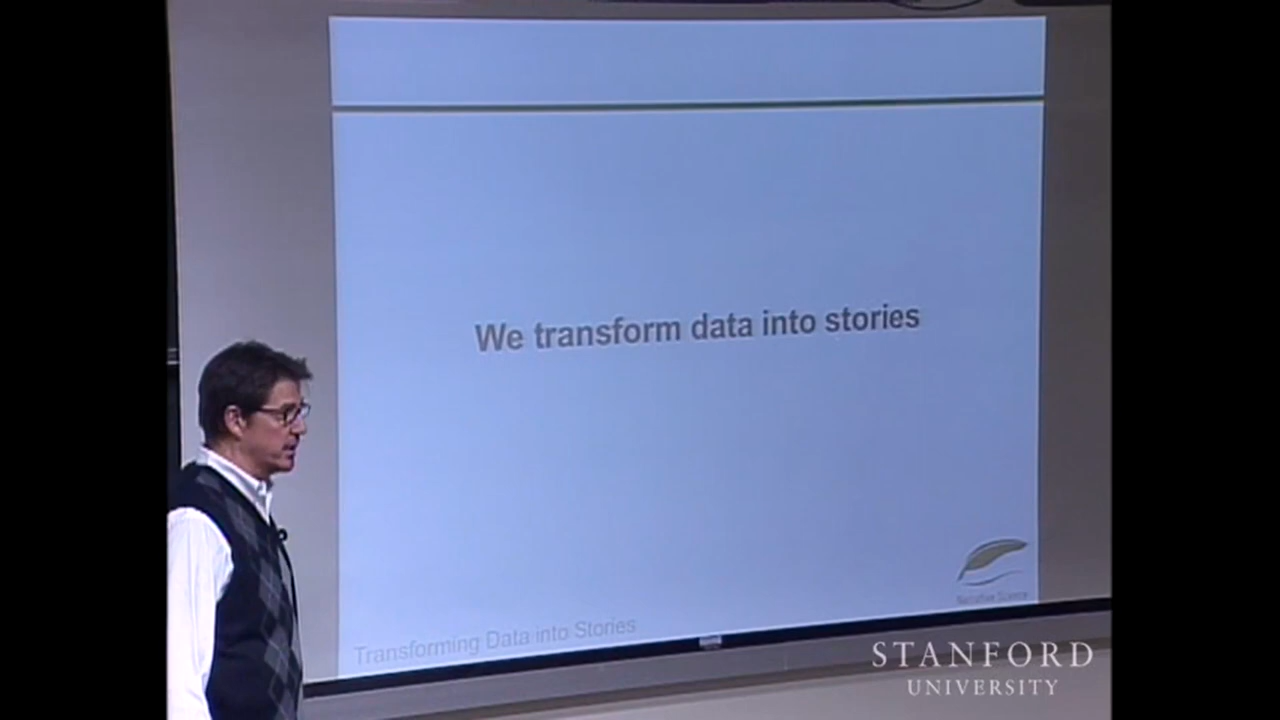 We transform data into stories
Narrative Science
Transforming Data into Stories
STANFORD
UNIVERSITY